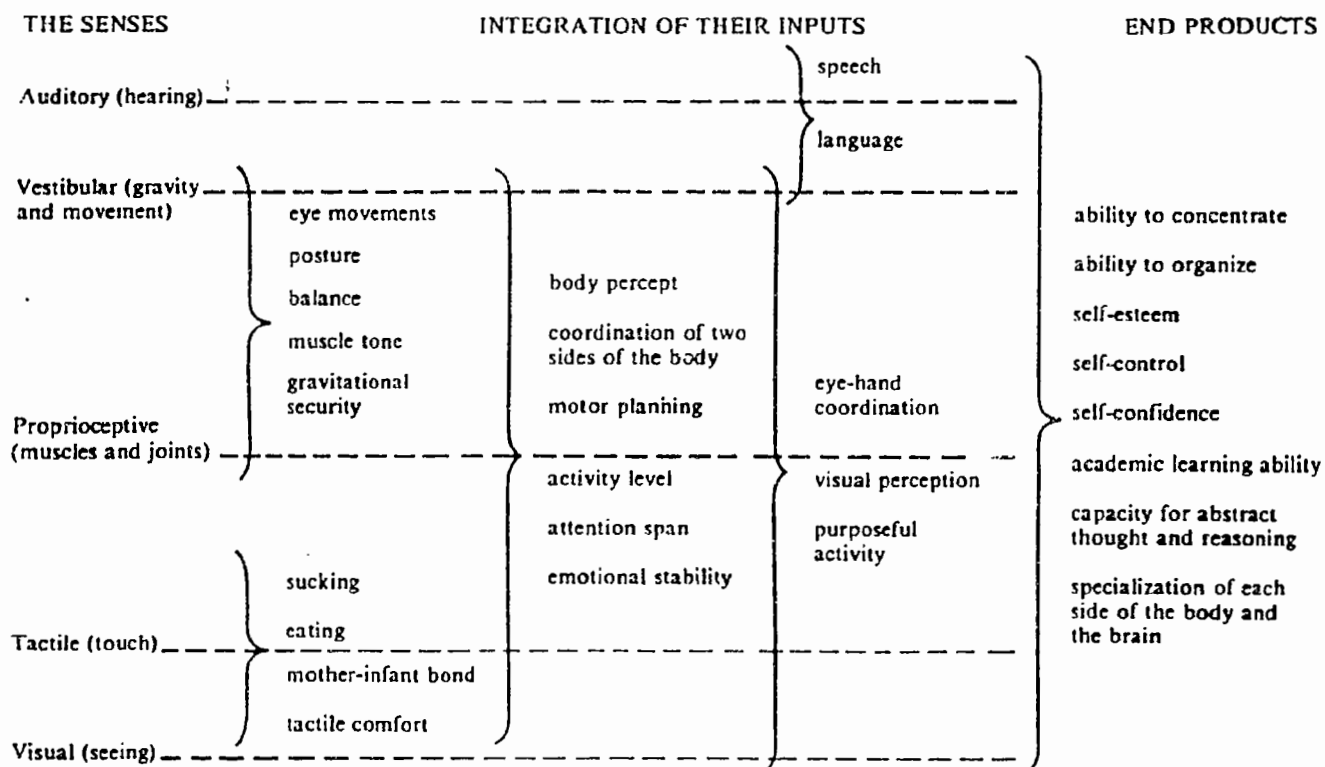 THE SENSES
INTEGRATION OF THEIR INPUTS
END PRODUCTS
Auditory (hearing)
speech
language
Vestibular (gravity
and movement)
eye movements
posture
balance
muscle tone
gravitational
security
Proprioceptive
(muscles and joints)
body percept
coordination of two
sides of the body
motor planning
activity level
attention span
emotional stability
eye-hand
coordination
visual perception
purposeful
activity
sucking
eating
mother-infant bond
tactile comfort
Tactile (touch)
Visual (seeing)
ability to concentrate
ability to organize
self-esteem
self-control
self-confidence
academic learning ability
capacity for abstract
thought and reasoning
specialization of each
side of the body and
the brain